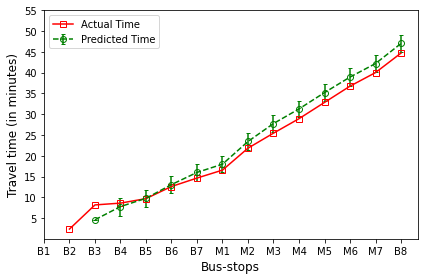 Actual Time
Predicted Time
Travel time (in minutes)
55
50
45
40
35
30
25
20
15
10
5
B1 B2 B3 B4 B5 B6 B7 M1 M2 M3 M4 M5 M6 M7 B8
Bus-stops